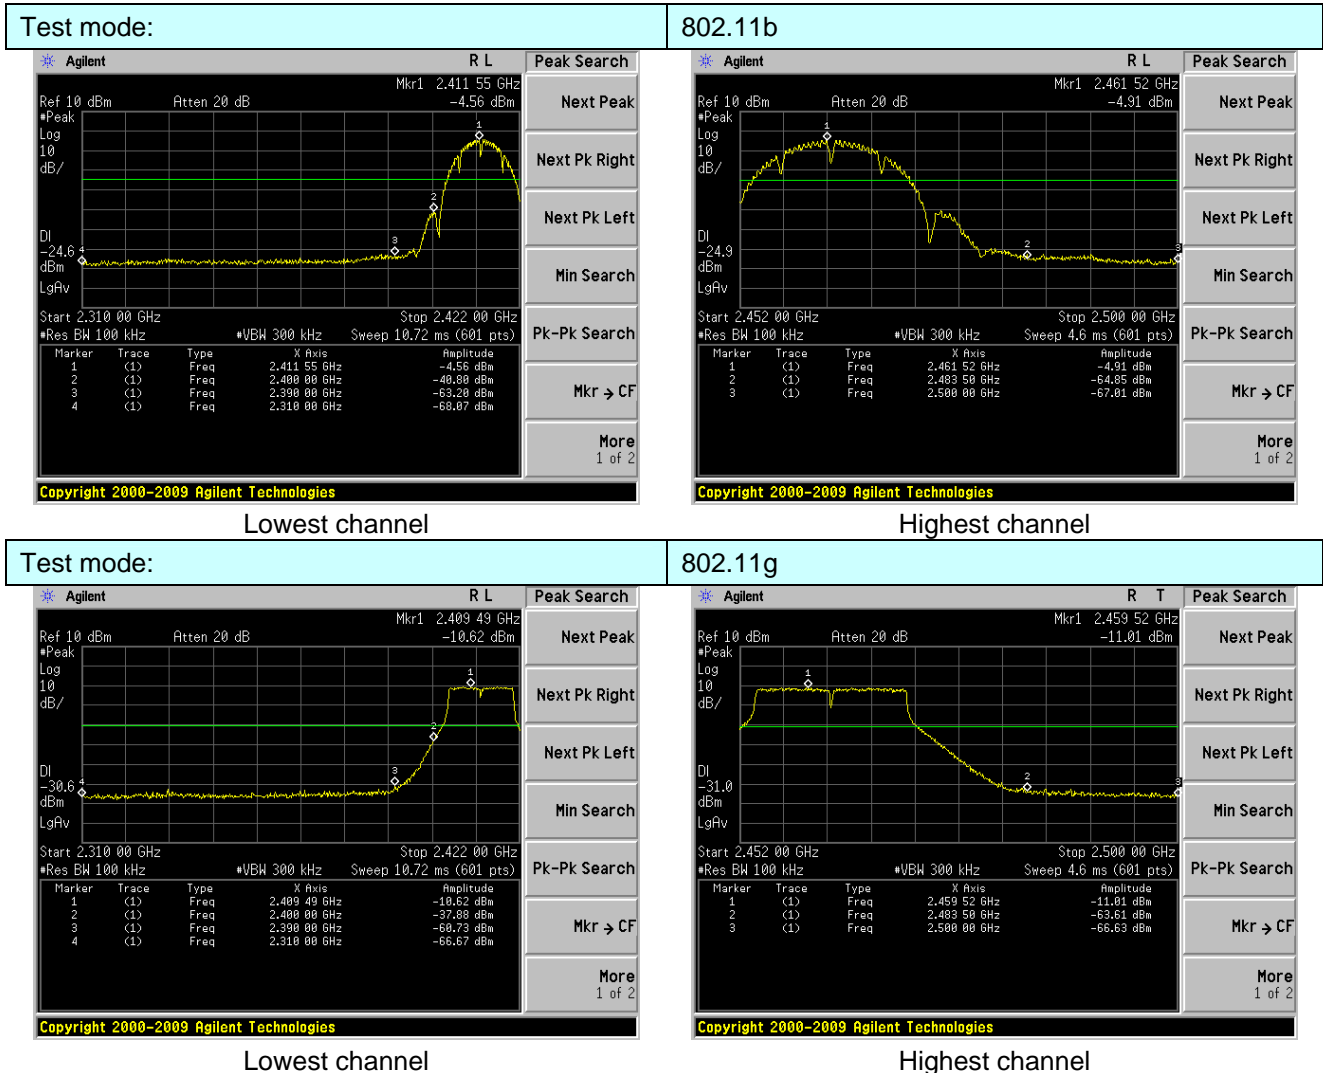 Test mode: 802.11b
Agilent R L Peak Search
Mkr1 2.411 55 GHz
Ref 10 dBm Atten 20 dB -4.56 dBm
#Peak
Log
10
dB/
1
2
3
4
DI
-24.6
dBm
LgAv
Start 2.310 00 GHz Stop 2.422 00 GHz
#Res BW 100 kHz #VBW 300 kHz Sweep 10.72 ms (601 pts)
Marker Trace Type X Axis Amplitude
1 (1) Freq 2.411 55 GHz -4.56 dBm
2 (1) Freq 2.400 00 GHz -40.80 dBm
3 (1) Freq 2.390 00 GHz -63.20 dBm
4 (1) Freq 2.310 00 GHz -68.07 dBm
Next Peak
Next Pk Right
Next Pk Left
Min Search
Pk-Pk Search
Mkr → CF
More
1 of 2
Copyright 2000-2009 Agilent Technologies
Lowest channel
Agilent R L Peak Search
Mkr1 2.461 52 GHz
Ref 10 dBm Atten 20 dB -4.91 dBm
#Peak
Log
10
dB/
1
2
3
DI
-24.9
dBm
LgAv
Start 2.452 00 GHz Stop 2.500 00 GHz
#Res BW 100 kHz #VBW 300 kHz Sweep 4.6 ms (601 pts)
Marker Trace Type X Axis Amplitude
1 (1) Freq 2.461 52 GHz -4.91 dBm
2 (1) Freq 2.483 50 GHz -64.85 dBm
3 (1) Freq 2.500 00 GHz -67.01 dBm
Next Peak
Next Pk Right
Next Pk Left
Min Search
Pk-Pk Search
Mkr → CF
More
1 of 2
Copyright 2000-2009 Agilent Technologies
Highest channel
Test mode: 802.11g
Agilent R L Peak Search
Mkr1 2.409 49 GHz
Ref 10 dBm Atten 20 dB -10.62 dBm
#Peak
Log
10
dB/
1
2
3
4
DI
-30.6
dBm
LgAv
Start 2.310 00 GHz Stop 2.422 00 GHz
#Res BW 100 kHz #VBW 300 kHz Sweep 10.72 ms (601 pts)
Marker Trace Type X Axis Amplitude
1 (1) Freq 2.409 49 GHz -10.62 dBm
2 (1) Freq 2.400 00 GHz -37.88 dBm
3 (1) Freq 2.390 00 GHz -60.73 dBm
4 (1) Freq 2.310 00 GHz -66.67 dBm
Next Peak
Next Pk Right
Next Pk Left
Min Search
Pk-Pk Search
Mkr → CF
More
1 of 2
Copyright 2000-2009 Agilent Technologies
Lowest channel
Agilent R T Peak Search
Mkr1 2.459 52 GHz
Ref 10 dBm Atten 20 dB -11.01 dBm
#Peak
Log
10
dB/
1
2
3
DI
-31.0
dBm
LgAv
Start 2.452 00 GHz Stop 2.500 00 GHz
#Res BW 100 kHz #VBW 300 kHz Sweep 4.6 ms (601 pts)
Marker Trace Type X Axis Amplitude
1 (1) Freq 2.459 52 GHz -11.01 dBm
2 (1) Freq 2.483 50 GHz -63.61 dBm
3 (1) Freq 2.500 00 GHz -66.63 dBm
Next Peak
Next Pk Right
Next Pk Left
Min Search
Pk-Pk Search
Mkr → CF
More
1 of 2
Copyright 2000-2009 Agilent Technologies
Highest channel